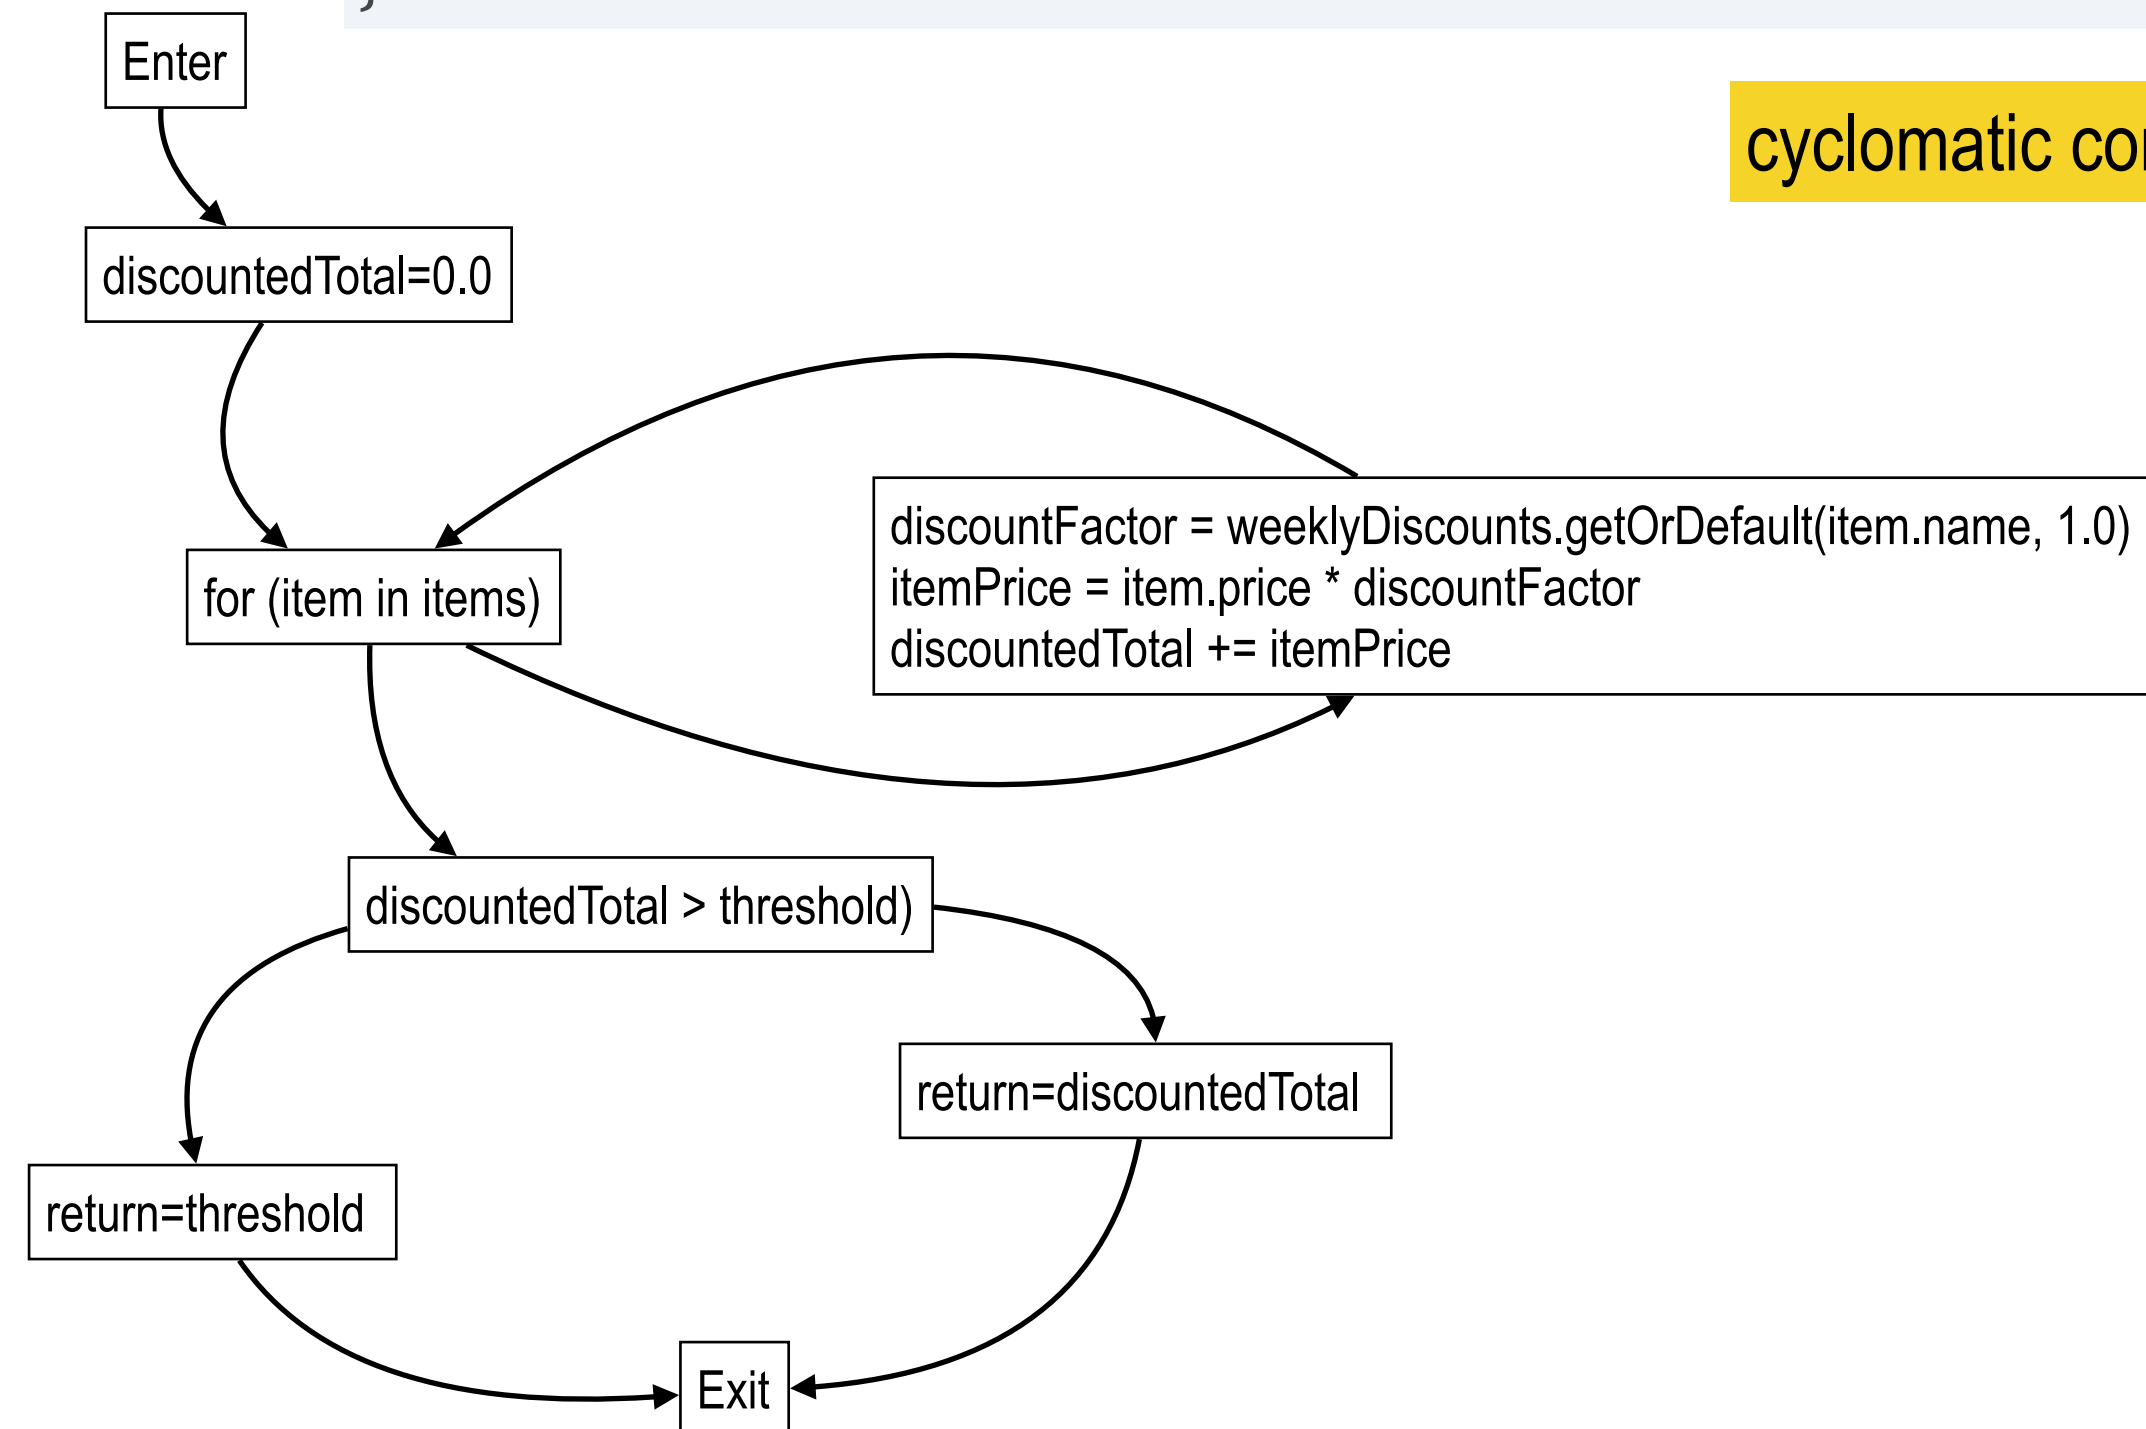 }
Enter
cyclomatic
discountedTotal=0.0
discountFactor = weeklyDiscounts.getOrDefault(item.name, 1.0)
itemPrice = item.price * discountFactor
discountedTotal += itemPrice
for (item in items)
discountedTotal > threshold)
return=discountedTotal
return=threshold
Exit